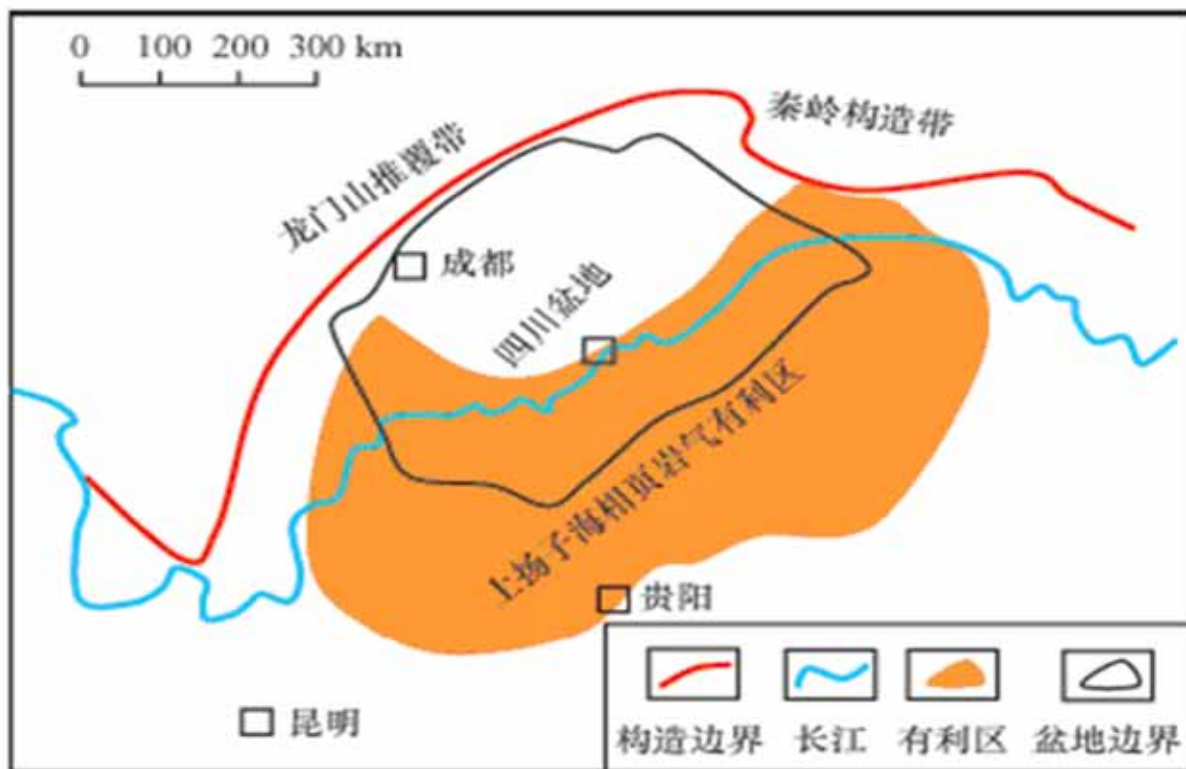 0 100 200 300 km
秦岭构造带
龙门山推覆带
成都
四川盆地
上扬子海相页岩气有利区
贵阳
昆明
构造边界 长江 有利区 盆地边界